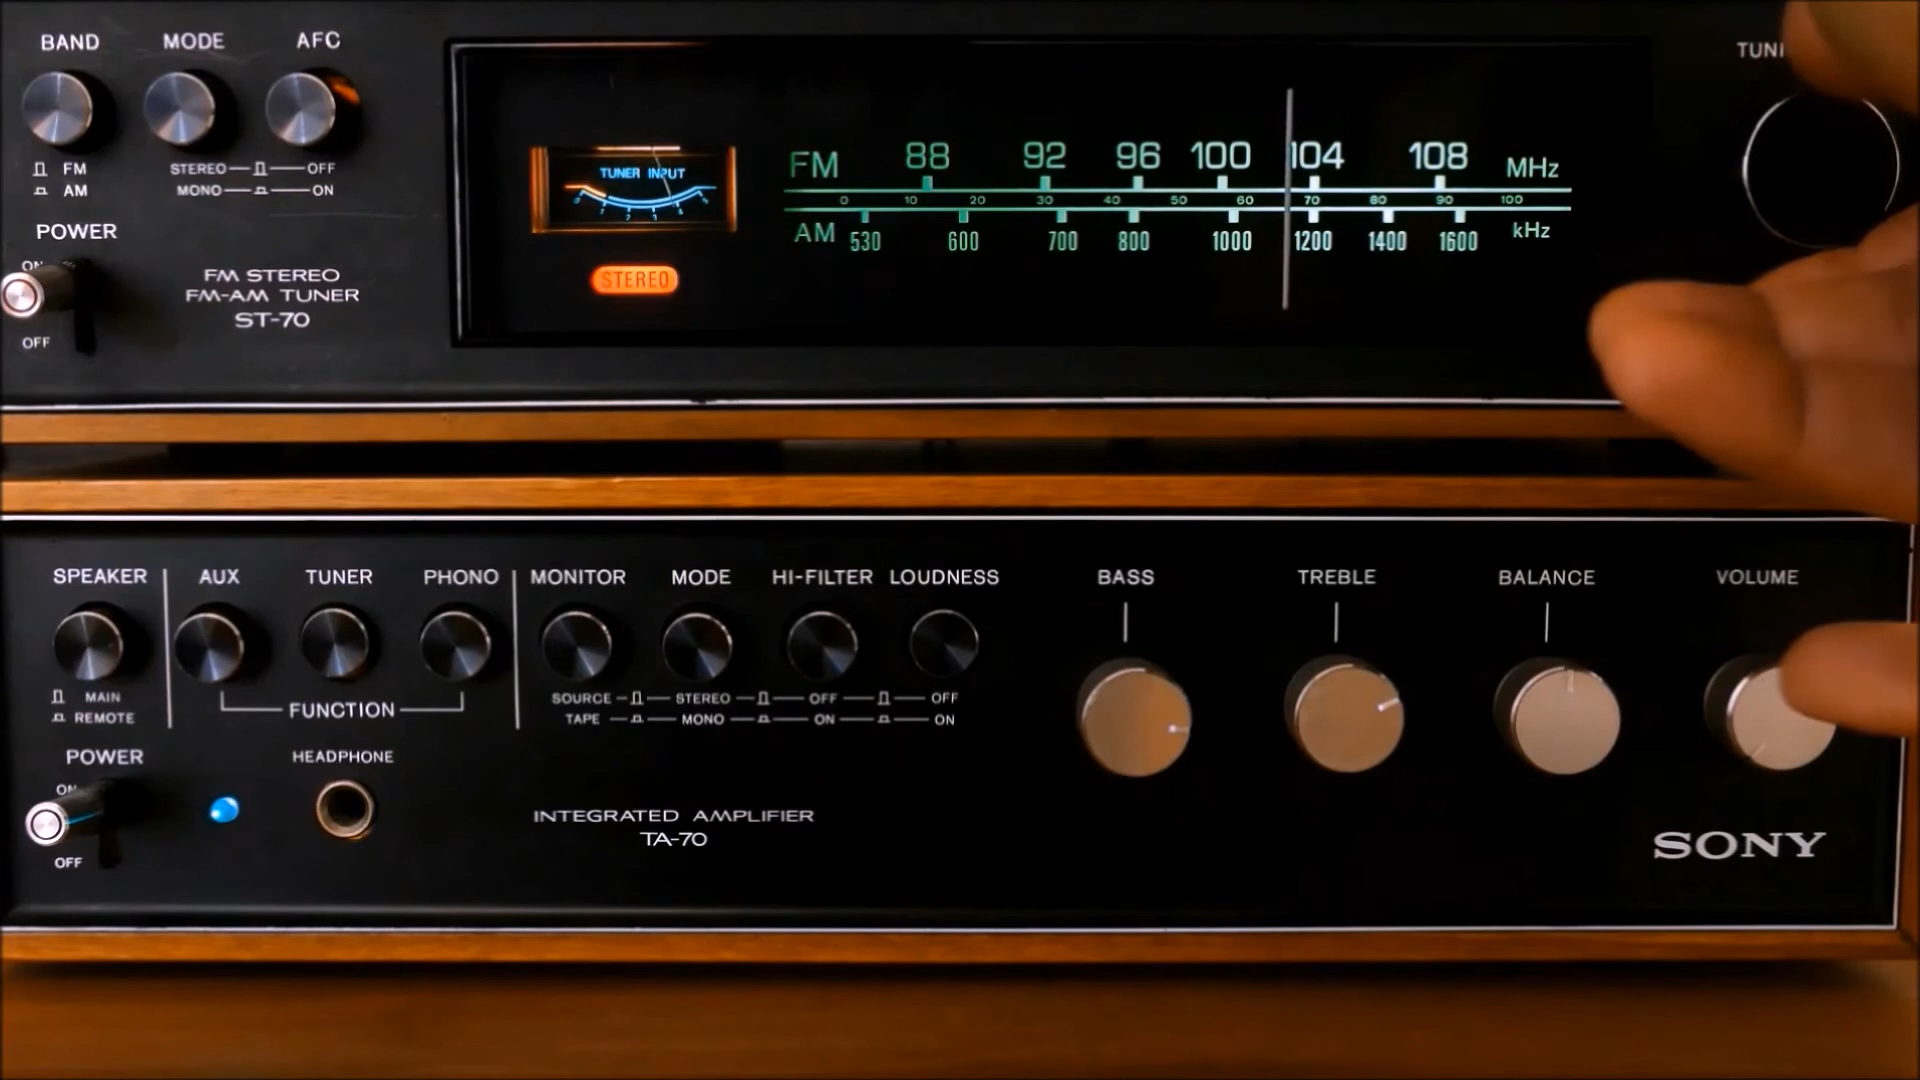 BAND MODE AFC
FM STEREO OFF
AM MONO ON
POWER
ON
OFF
FM STEREO
FM-AM TUNER
ST-70
TUNER INPUT
STEREO
FM 88 92 96 100 104 108 MHz
0 10 20 30 40 50 60 70 80 90 100
AM 530 600 700 800 1000 1200 1400 1600 kHz
SPEAKER AUX TUNER PHONO MONITOR MODE HI-FILTER LOUDNESS BASS TREBLE BALANCE VOLUME
MAIN
REMOTE
FUNCTION
SOURCE STEREO OFF OFF
TAPE MONO ON ON
POWER
ON
OFF
HEADPHONE
INTEGRATED AMPLIFIER
TA-70
SONY